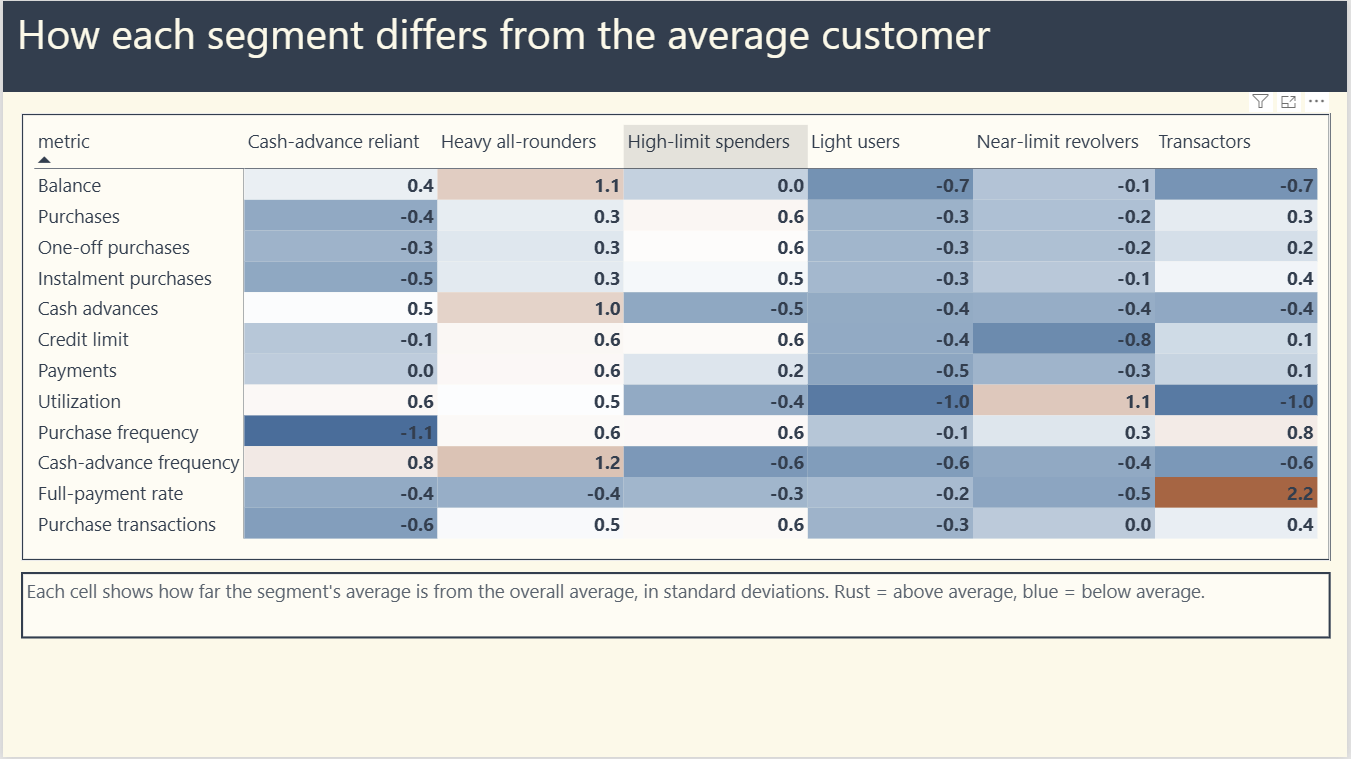 How each segment differs from the average customer
metric Cash-advance reliant Heavy all-rounders High-limit spenders Light users Near-limit revolvers Transactors
Balance 0.4 1.1 0.0 -0.7 -0.1 -0.7
Purchases -0.4 0.3 0.6 -0.3 -0.2 0.3
One-off purchases -0.3 0.3 0.6 -0.3 -0.2 0.2
Instalment purchases -0.5 0.3 0.5 -0.3 -0.1 0.4
Cash advances 0.5 1.0 -0.5 -0.4 -0.4 -0.4
Credit limit -0.1 0.6 0.6 -0.4 -0.8 0.1
Payments 0.0 0.6 0.2 -0.5 -0.3 0.1
Utilization 0.6 0.5 -0.4 -1.0 1.1 -1.0
Purchase frequency -1.1 0.6 0.6 -0.1 0.3 0.8
Cash-advance frequency 0.8 1.2 -0.6 -0.6 -0.4 -0.6
Full-payment rate -0.4 -0.4 -0.3 -0.2 -0.5 2.2
Purchase transactions -0.6 0.5 0.6 -0.3 0.0 0.4
Each cell shows how far the segment's average is from the overall average, in standard deviations. Rust = above average, blue = below average.